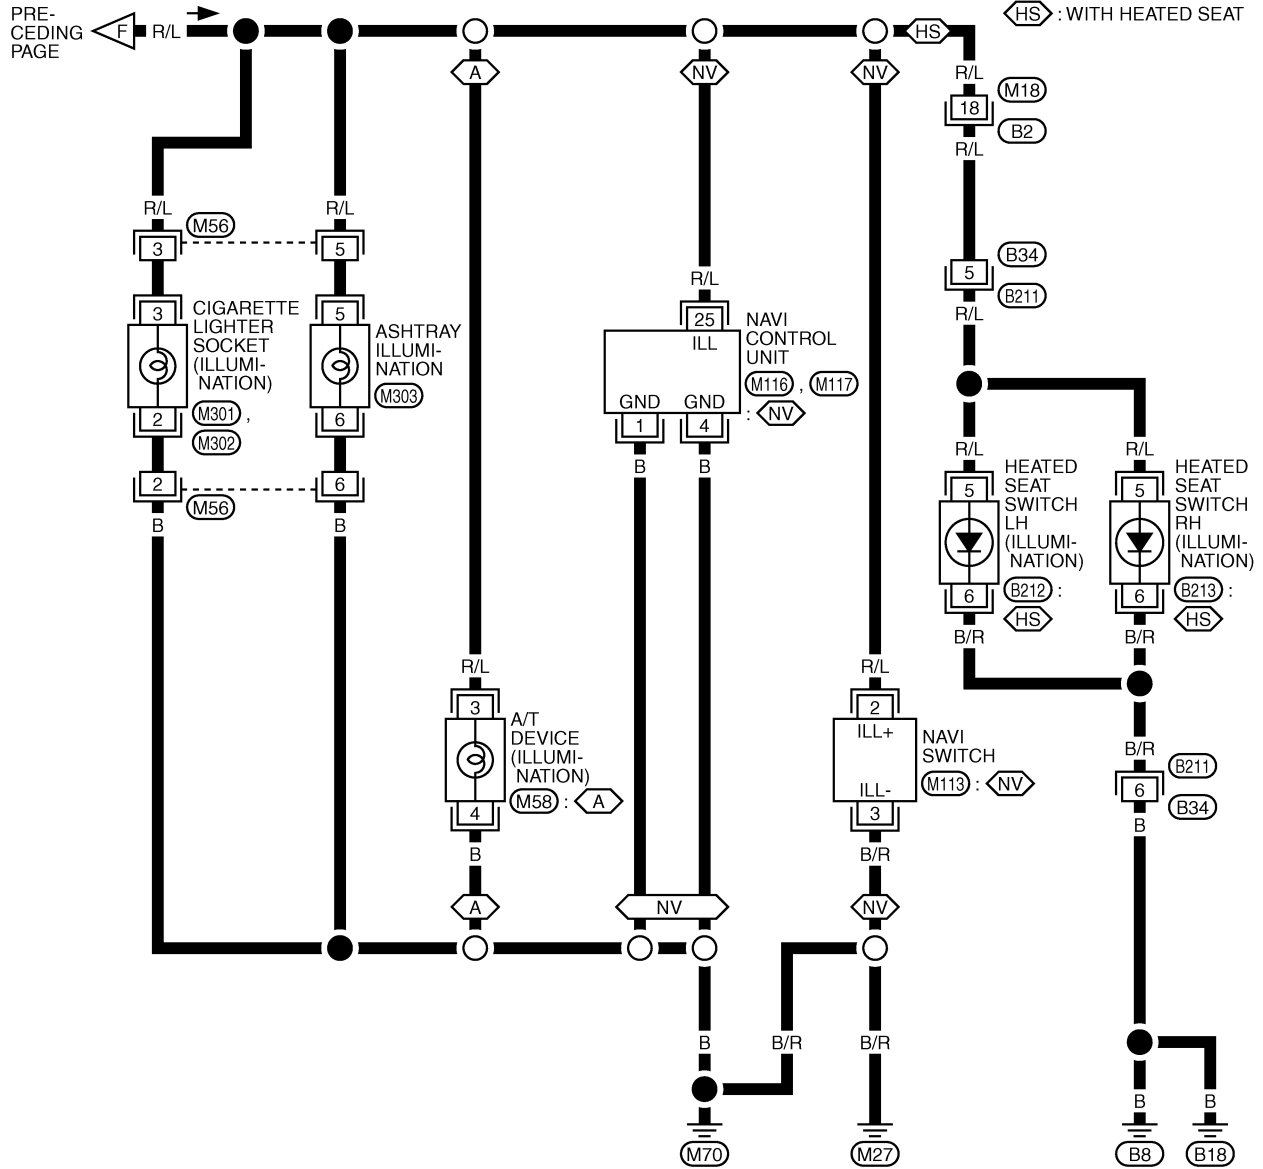 PRE-
CEDING
PAGE
F
R/L
HS
HS : WITH HEATED SEAT
A
NV
NV
R/L
M18
18
B2
R/L
R/L
M56
R/L
3
5
B34
5
B211
R/L
R/L
3
CIGARETTE
LIGHTER
SOCKET
(ILLUMI-
NATION)
M301 ,
M302
2
5
ASHTRAY
ILLUMI-
NATION
M303
6
25
ILL
NAVI
CONTROL
UNIT
M116 , M117
: NV
GND
GND
1
4
B
B
2
6
M56
B
B
R/L
R/L
5
HEATED
SEAT
SWITCH
LH
(ILLUMI-
NATION)
B212 :
HS
6
B/R
5
HEATED
SEAT
SWITCH
RH
(ILLUMI-
NATION)
B213 :
HS
6
B/R
R/L
R/L
3
A/T
DEVICE
(ILLUMI-
NATION)
M58 : A
4
B
2
ILL+
NAVI
SWITCH
M113 : NV
ILL-
3
B/R
B/R
B211
6
B34
B
A
NV
NV
B
B/R
B/R
B
B
M70
M27
B8
B18